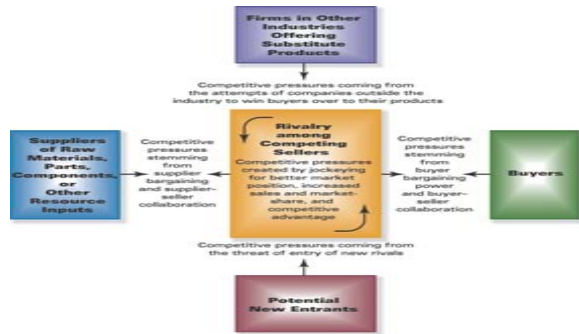 Firms in Other
Industries
Offering
Substitute
Products
Competitive pressures coming from
the attempts of companies outside the
industry to win buyers over to their products
Suppliers
of Raw
Materials,
Parts,
Components,
or
Other
Resource
Inputs
Competitive
pressures
stemming
from
supplier
bargaining
and supplier-
seller
collaboration
Rivalry
among
Competing
Sellers
Competitive pressures
created by jockeying
for better market
position, increased
sales and market-
share, and
competitive
advantage
Competitive
pressures
stemming
from
buyer
bargaining
power
and buyer-
seller
collaboration
Buyers
Competitive pressures coming from
the threat of entry of new rivals
Potential
New Entrants